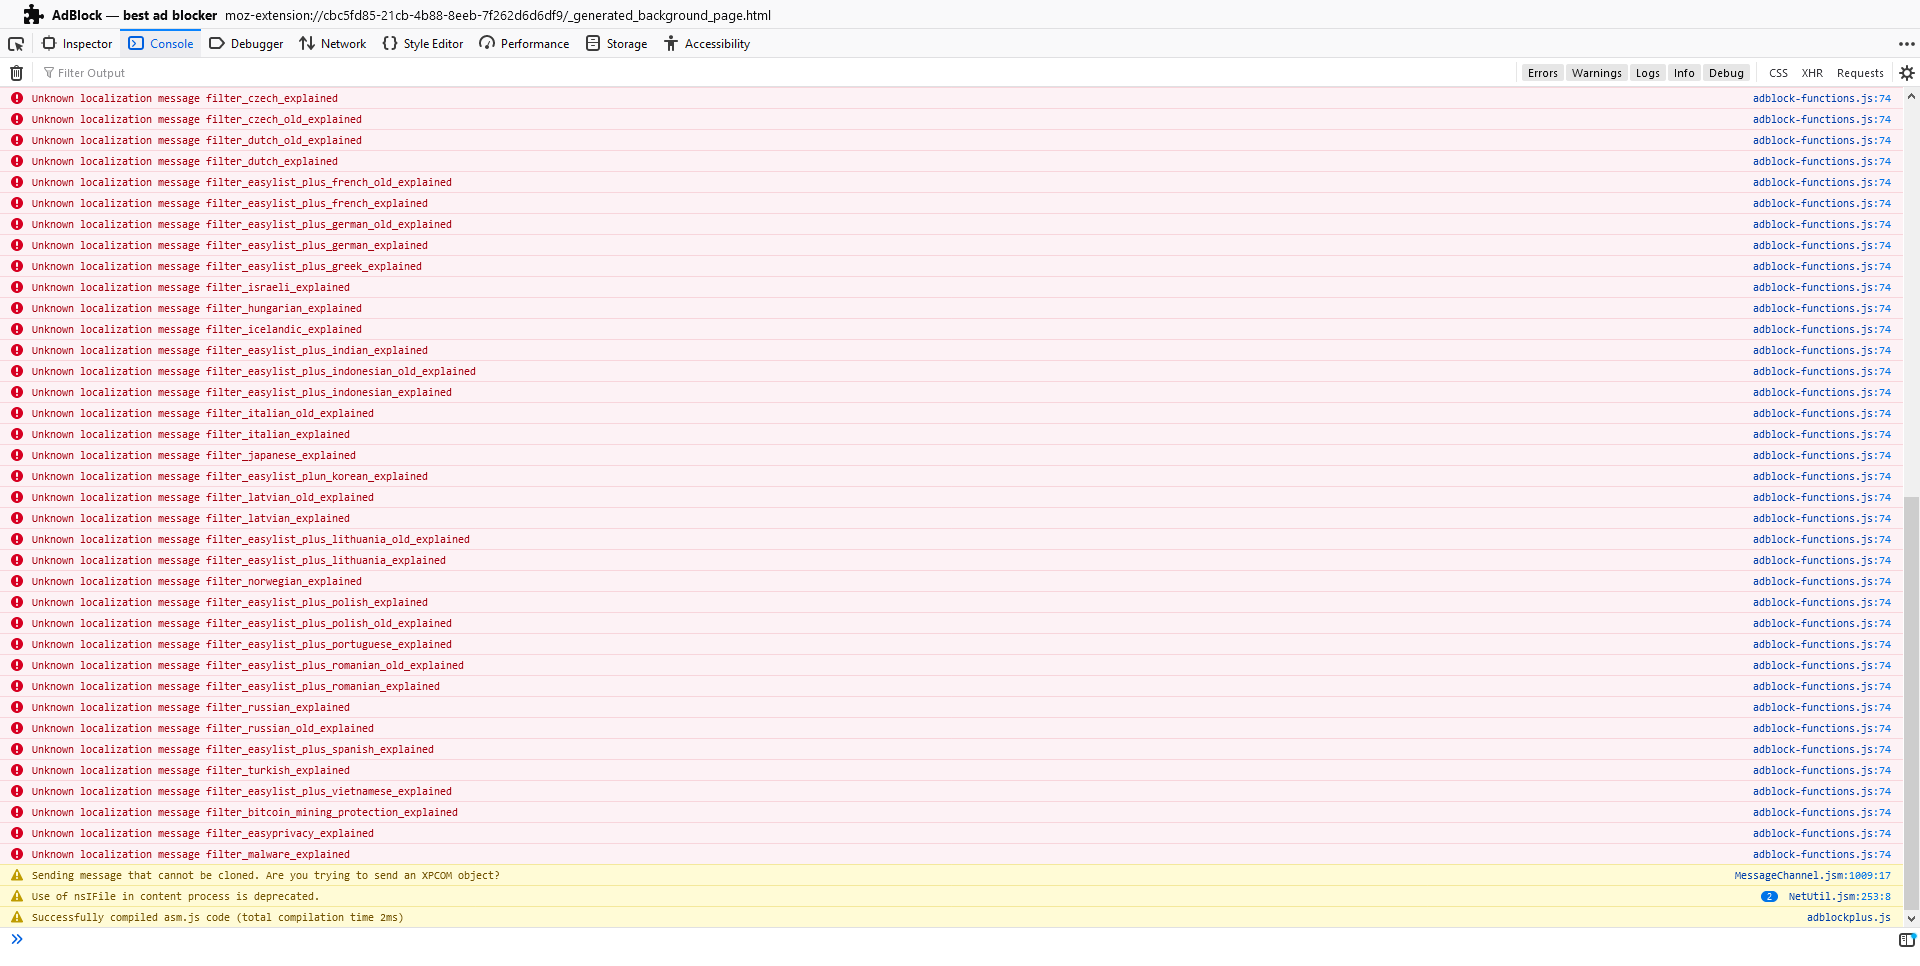 AdBlock — best ad blocker moz-extension://cbc5fd85-21cb-4b88-8eeb-7f262d6d6df9/_generated_background_page.html
Inspector Console Debugger Network Style Editor Performance Storage Accessibility
Filter Output Errors Warnings Logs Info Debug CSS XHR Requests
Unknown localization message filter_czech_explained adblock-functions.js:74
Unknown localization message filter_czech_old_explained adblock-functions.js:74
Unknown localization message filter_dutch_old_explained adblock-functions.js:74
Unknown localization message filter_dutch_explained adblock-functions.js:74
Unknown localization message filter_easylist_plus_french_old_explained adblock-functions.js:74
Unknown localization message filter_easylist_plus_french_explained adblock-functions.js:74
Unknown localization message filter_easylist_plus_german_old_explained adblock-functions.js:74
Unknown localization message filter_easylist_plus_german_explained adblock-functions.js:74
Unknown localization message filter_easylist_plus_greek_explained adblock-functions.js:74
Unknown localization message filter_israeli_explained adblock-functions.js:74
Unknown localization message filter_hungarian_explained adblock-functions.js:74
Unknown localization message filter_icelandic_explained adblock-functions.js:74
Unknown localization message filter_easylist_plus_indian_explained adblock-functions.js:74
Unknown localization message filter_easylist_plus_indonesian_old_explained adblock-functions.js:74
Unknown localization message filter_easylist_plus_indonesian_explained adblock-functions.js:74
Unknown localization message filter_italian_old_explained adblock-functions.js:74
Unknown localization message filter_italian_explained adblock-functions.js:74
Unknown localization message filter_japanese_explained adblock-functions.js:74
Unknown localization message filter_easylist_plun_korean_explained adblock-functions.js:74
Unknown localization message filter_latvian_old_explained adblock-functions.js:74
Unknown localization message filter_latvian_explained adblock-functions.js:74
Unknown localization message filter_easylist_plus_lithuania_old_explained adblock-functions.js:74
Unknown localization message filter_easylist_plus_lithuania_explained adblock-functions.js:74
Unknown localization message filter_norwegian_explained adblock-functions.js:74
Unknown localization message filter_easylist_plus_polish_explained adblock-functions.js:74
Unknown localization message filter_easylist_plus_polish_old_explained adblock-functions.js:74
Unknown localization message filter_easylist_plus_portuguese_explained adblock-functions.js:74
Unknown localization message filter_easylist_plus_romanian_old_explained adblock-functions.js:74
Unknown localization message filter_easylist_plus_romanian_explained adblock-functions.js:74
Unknown localization message filter_russian_explained adblock-functions.js:74
Unknown localization message filter_russian_old_explained adblock-functions.js:74
Unknown localization message filter_easylist_plus_spanish_explained adblock-functions.js:74
Unknown localization message filter_turkish_explained adblock-functions.js:74
Unknown localization message filter_easylist_plus_vietnamese_explained adblock-functions.js:74
Unknown localization message filter_bitcoin_mining_protection_explained adblock-functions.js:74
Unknown localization message filter_easyprivacy_explained adblock-functions.js:74
Unknown localization message filter_malware_explained adblock-functions.js:74
Sending message that cannot be cloned. Are you trying to send an XPCOM object? MessageChannel.jsm:1009:17
Use of nsIFile in content process is deprecated. 2 NetUtil.jsm:253:8
Successfully compiled asm.js code (total compilation time 2ms) adblockplus.js